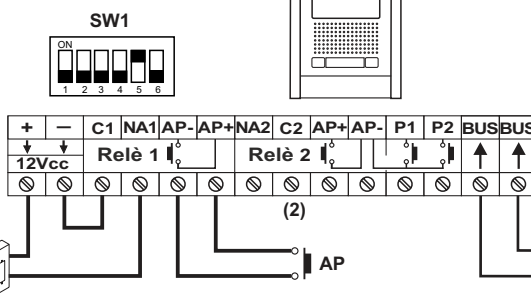 SW1
ON
1 2 3 4 5 6
+ — C1 NA1 AP- AP+ NA2 C2 AP+ AP- P1 P2 BUS BUS
12Vcc Relè 1 Relè 2
(2)
AP